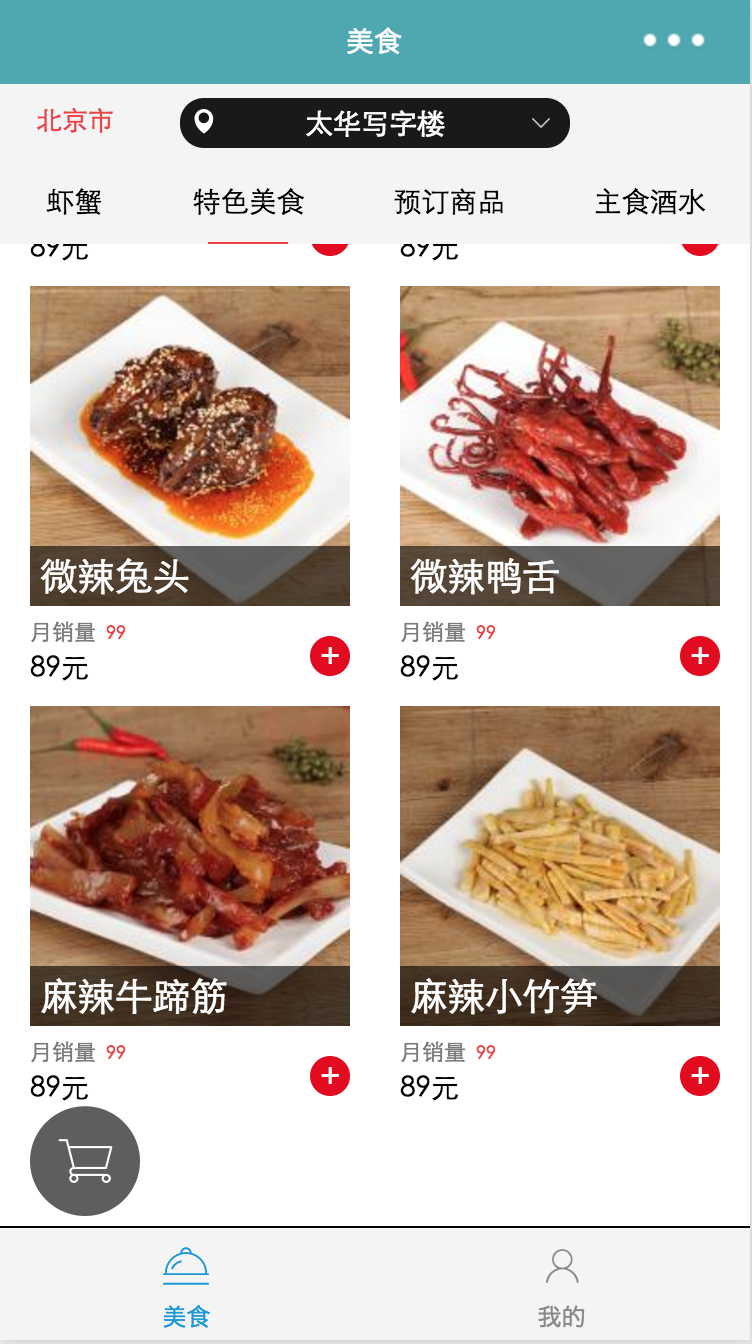 美食
北京市 太华写字楼
虾蟹 特色美食 预订商品 主食酒水
89元 89元
微辣兔头 微辣鸭舌
月销量 99 月销量 99
89元 89元
麻辣牛蹄筋 麻辣小竹笋
月销量 99 月销量 99
89元 89元
美食 我的